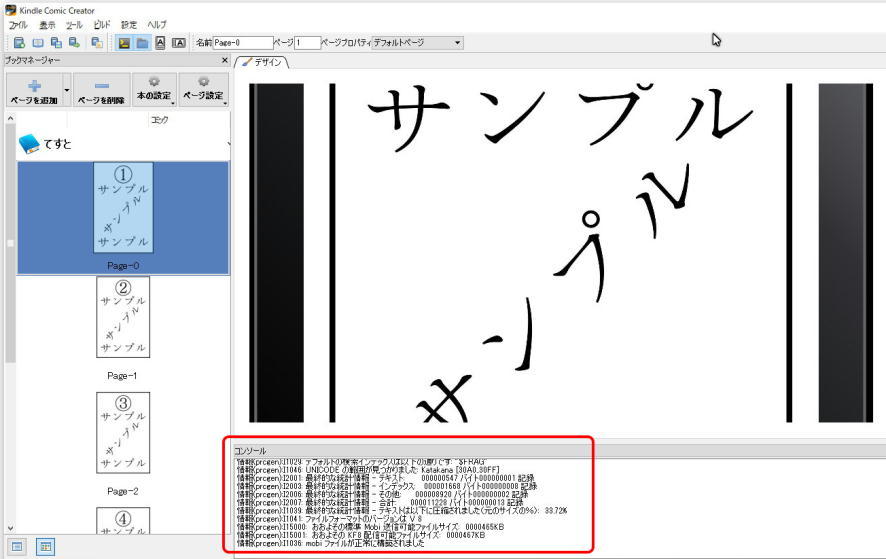 Kindle Comic Creator
ファイル 表示 ツール ビルド 設定 ヘルプ
名前 Page-0 ページ 1 ページプロパティ デフォルトページ
ブックマネージャー
デザイン
ページを追加 ページを削除 本の設定 ページ設定
コミック
てすと
①
サンプル
サンプル
サンプル
Page-0
②
サンプル
サンプル
サンプル
Page-1
③
サンプル
サンプル
サンプル
Page-2
④
サンプル
サンプル
サンプル
コンソール
情報(prcgen):I1029: デフォルトの検索インデックスは以下の通りです: "$FRAG"
情報(prcgen):I1046: UNICODE の範囲が見つかりました: Katakana [30A0..30FF]
情報(prcgen):I2001: 最終的な統計情報 - テキスト: 000000547 バイト000000001 記録
情報(prcgen):I2003: 最終的な統計情報 - インデックス: 000001668 バイト000000008 記録
情報(prcgen):I2006: 最終的な統計情報 - その他: 000008920 バイト000000002 記録
情報(prcgen):I2007: 最終的な統計情報 - 合計: 000011228 バイト000000013 記録
情報(prcgen):I1039: 最終的な統計情報 - テキストは以下に圧縮されました(元のサイズの%): 33.72%
情報(prcgen):I1041: ファイルフォーマットのバージョンは V 8
情報(prcgen):I15000: おおよその標準 Mobi 送信可能ファイルサイズ: 0000465KB
情報(prcgen):I15001: おおよその KF8 配信可能ファイルサイズ: 0000467KB
情報(prcgen):I1036: mobi ファイルが正常に構築されました